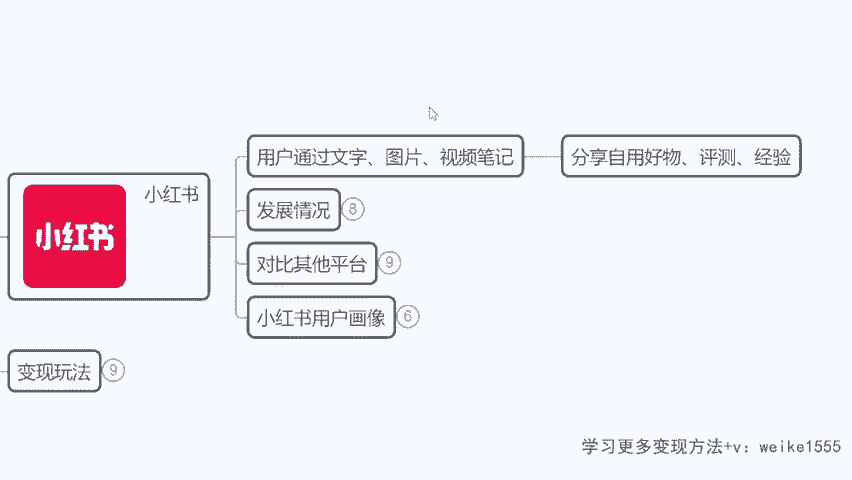 用户通过文字、图片、视频笔记
分享自用好物、评测、经验
小红书
小红书
发展情况 8
对比其他平台 9
小红书用户画像 6
变现玩法 9
学习更多变现方法+v: weike1555